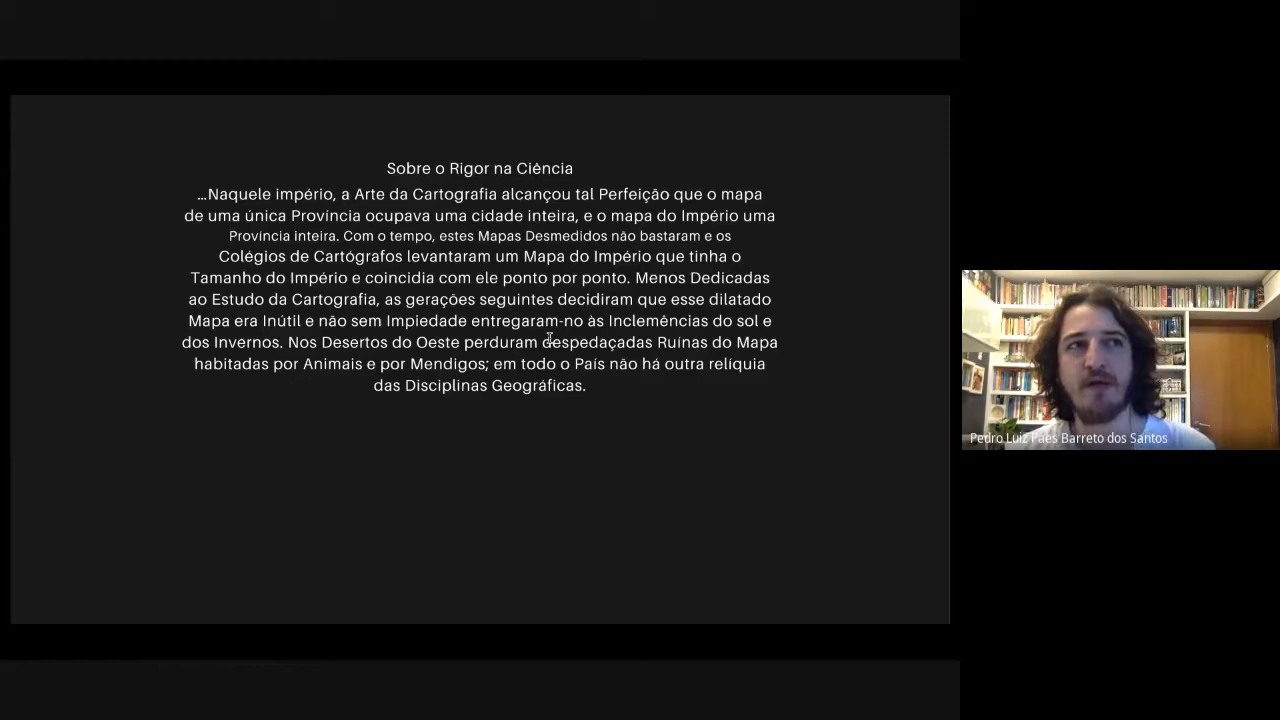 Sobre o Rigor na Ciência
...Naquele império, a Arte da Cartografia alcançou tal Perfeição que o mapa
de uma única Província ocupava uma cidade inteira, e o mapa do Império uma
Província inteira. Com o tempo, estes Mapas Desmedidos não bastaram e os
Colégios de Cartógrafos levantaram um Mapa do Império que tinha o
Tamanho do Império e coincidia com ele ponto por ponto. Menos Dedicadas
ao Estudo da Cartografia, as gerações seguintes decidiram que esse dilatado
Mapa era Inútil e não sem Impiedade entregaram-no às Inclemências do sol e
dos Invernos. Nos Desertos do Oeste perduram despedaçadas Ruínas do Mapa
habitadas por Animais e por Mendigos; em todo o País não há outra relíquia
das Disciplinas Geográficas.
Pedro Luiz Paes Barreto dos Santos